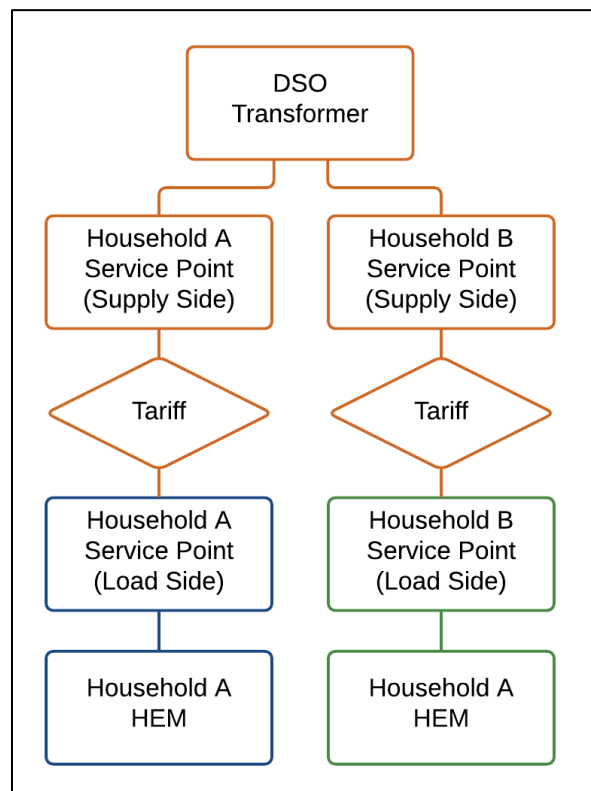 DSO
Transformer
Household A
Service Point
(Supply Side)
Household B
Service Point
(Supply Side)
Tariff
Tariff
Household A
Service Point
(Load Side)
Household B
Service Point
(Load Side)
Household A
HEM
Household A
HEM